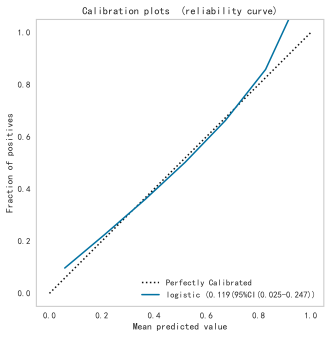 Calibration plots (reliability curve)
1.0
0.8
0.6
0.4
0.2
0.0
Fraction of positives
Perfectly Calibrated
logistic (0.119(95%CI(0.025-0.247))
0.0 0.2 0.4 0.6 0.8 1.0
Mean predicted value